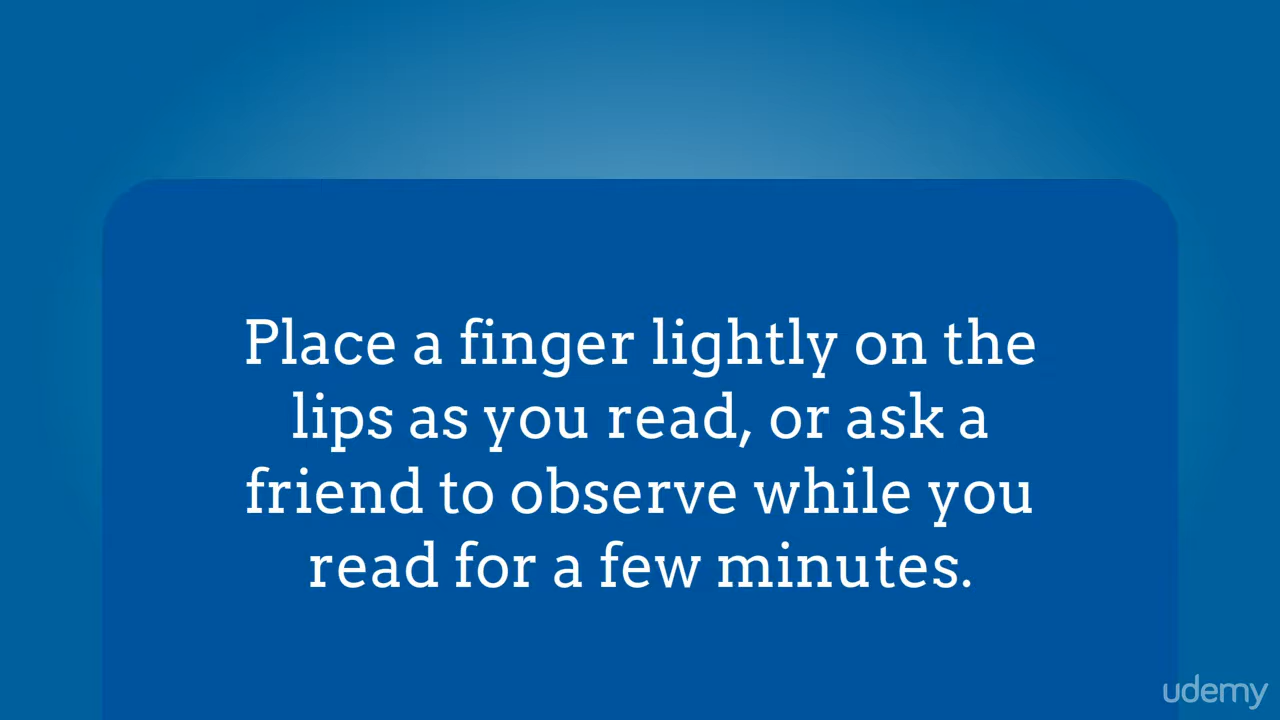 Place a finger lightly on the
lips as you read, or ask a
friend to observe while you
read for a few minutes.
udemy